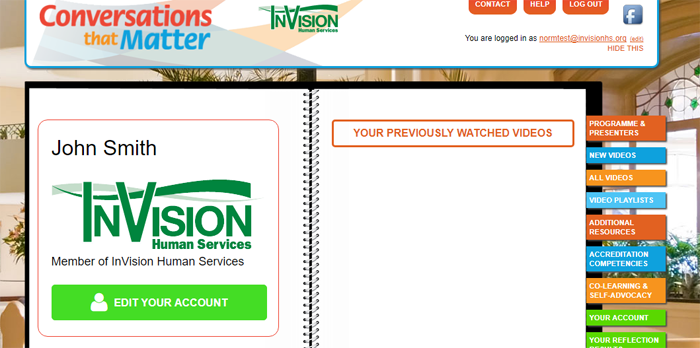 Conversations
that Matter
INVISION
Human Services
CONTACT
HELP
LOG OUT
You are logged in as normtest@invisionhs.org (edit)
HIDE THIS
John Smith
INVISION
Human Services
Member of InVision Human Services
EDIT YOUR ACCOUNT
YOUR PREVIOUSLY WATCHED VIDEOS
PROGRAMME &
PRESENTERS
NEW VIDEOS
ALL VIDEOS
VIDEO PLAYLISTS
ADDITIONAL
RESOURCES
ACCREDITATION
COMPETENCIES
CO-LEARNING &
SELF-ADVOCACY
YOUR ACCOUNT
YOUR REFLECTION